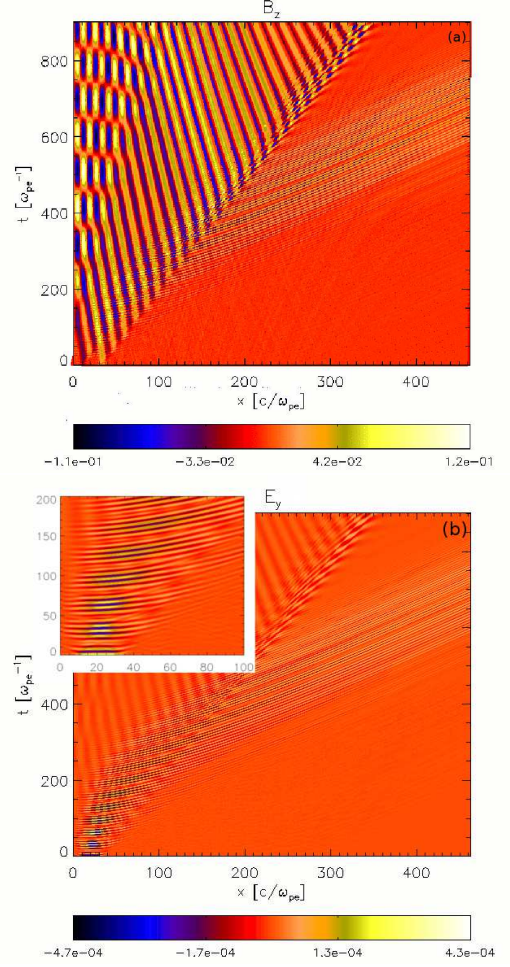 B_z
(a)
800
600
400
200
0
t [ω_pe^-1]
0 100 200 300 400
x [c/ω_pe]
-1.1e-01 -3.3e-02 4.2e-02 1.2e-01
E_y
(b)
200
150
100
50
0
0 20 40 60 80 100
t [ω_pe^-1]
400
200
0
0 100 200 300 400
x [c/ω_pe]
-4.7e-04 -1.7e-04 1.3e-04 4.3e-04